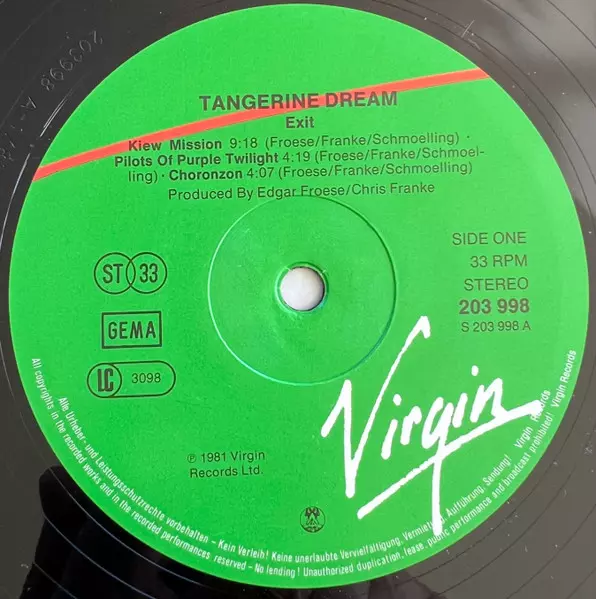 203998 A-1/
TANGERINE DREAM
Exit
Kiew Mission 9:18 (Froese/Franke/Schmoelling) ·
Pilots Of Purple Twilight 4:19 (Froese/Franke/Schmoel-
ling) · Choronzon 4:07 (Froese/Franke/Schmoelling)
Produced By Edgar Froese/Chris Franke
ST 33
GEMA
LC 3098
SIDE ONE
33 RPM
STEREO
203 998
S 203 998 A
Virgin
℗ 1981 Virgin
Records Ltd.
Alle Urheber- und Leistungsschutzrechte vorbehalten – Kein Verleih! Keine unerlaubte Vervielfältigung, Vermietung, Aufführung, Sendung! Virgin Records
All copyrights in the recorded works and in the recorded performances reserved – No lending! Unauthorized duplication, lease, public performance and broadcast prohibited! Virgin Records